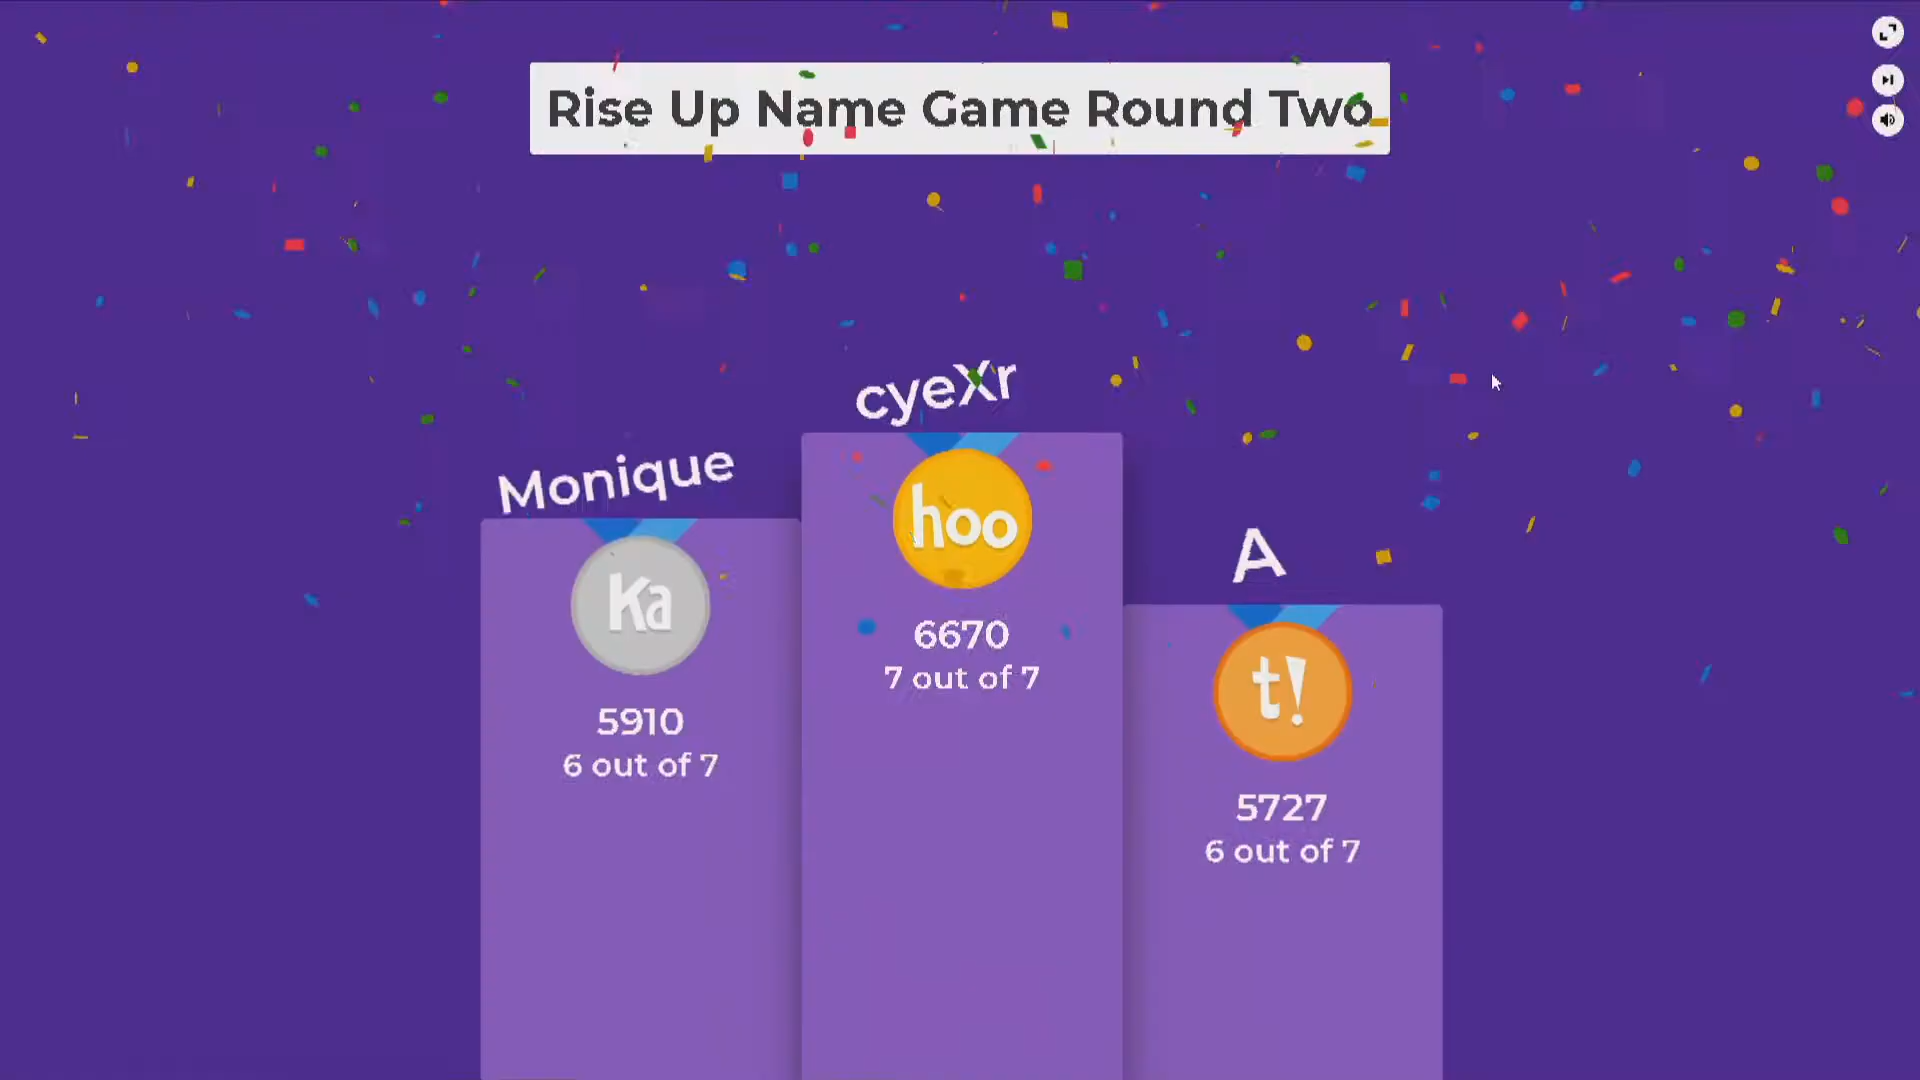 Rise Up Name Game Round Two
cyeXr
Monique
A
hoo
Ka
t!
6670
7 out of 7
5910
6 out of 7
5727
6 out of 7